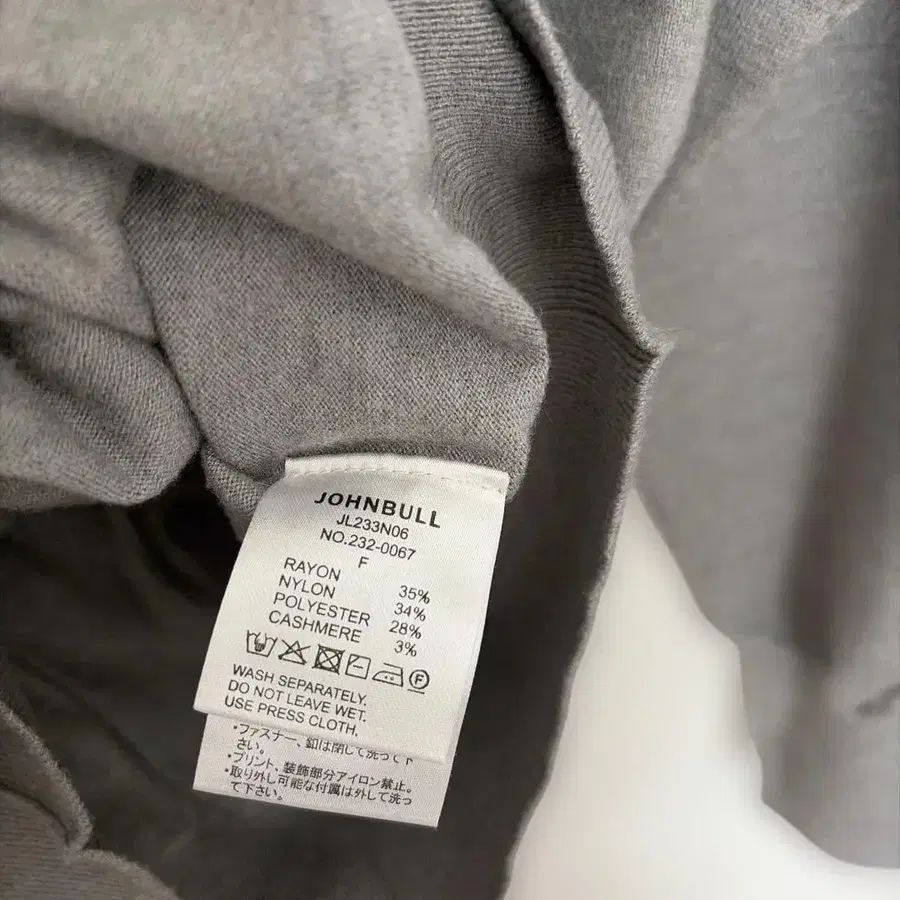 JOHNBULL
JL233N06
NO.232-0067
F
RAYON 35%
NYLON 34%
POLYESTER 28%
CASHMERE 3%
F
WASH SEPARATELY.
DO NOT LEAVE WET.
USE PRESS CLOTH.
・ファスナー、釦は閉じて洗って下
さい。
・プリント、装飾部分アイロン禁止。
・取り外し可能な付属は外して洗っ
て下さい。